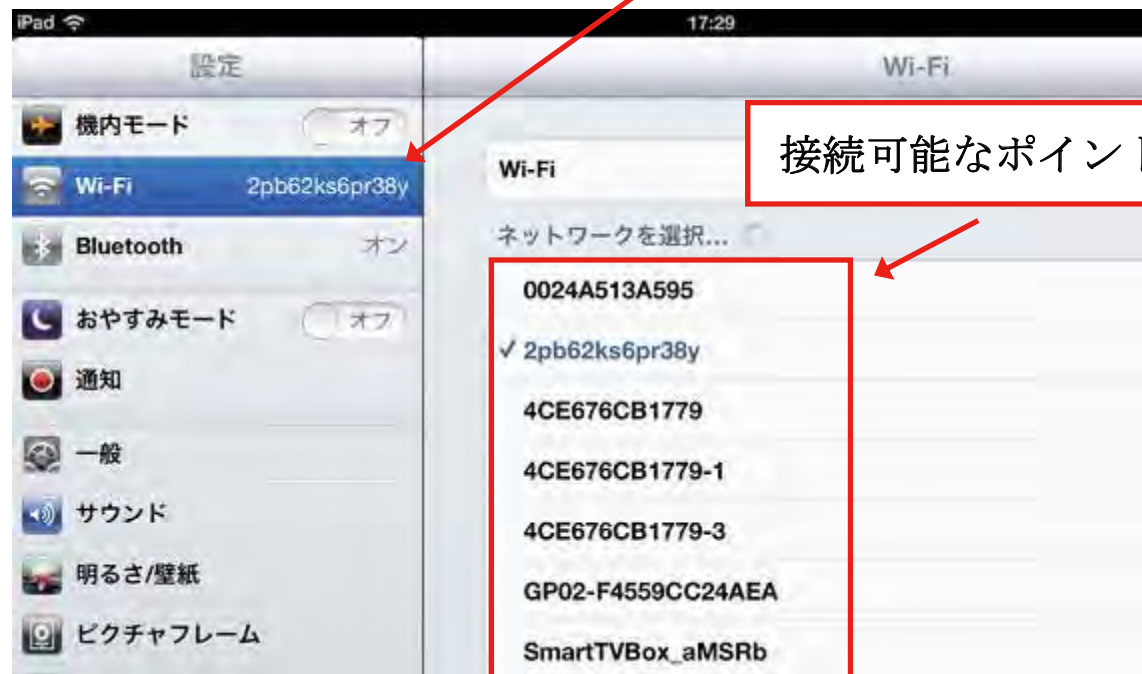 iPad
17:29
設定
Wi-Fi
機内モード オフ
Wi-Fi 2pb62ks6pr38y
Bluetooth オン
おやすみモード オフ
通知
一般
サウンド
明るさ/壁紙
ピクチャフレーム
Wi-Fi
接続可能なポイント
ネットワークを選択...
0024A513A595
✓ 2pb62ks6pr38y
4CE676CB1779
4CE676CB1779-1
4CE676CB1779-3
GP02-F4559CC24AEA
SmartTVBox_aMSRb